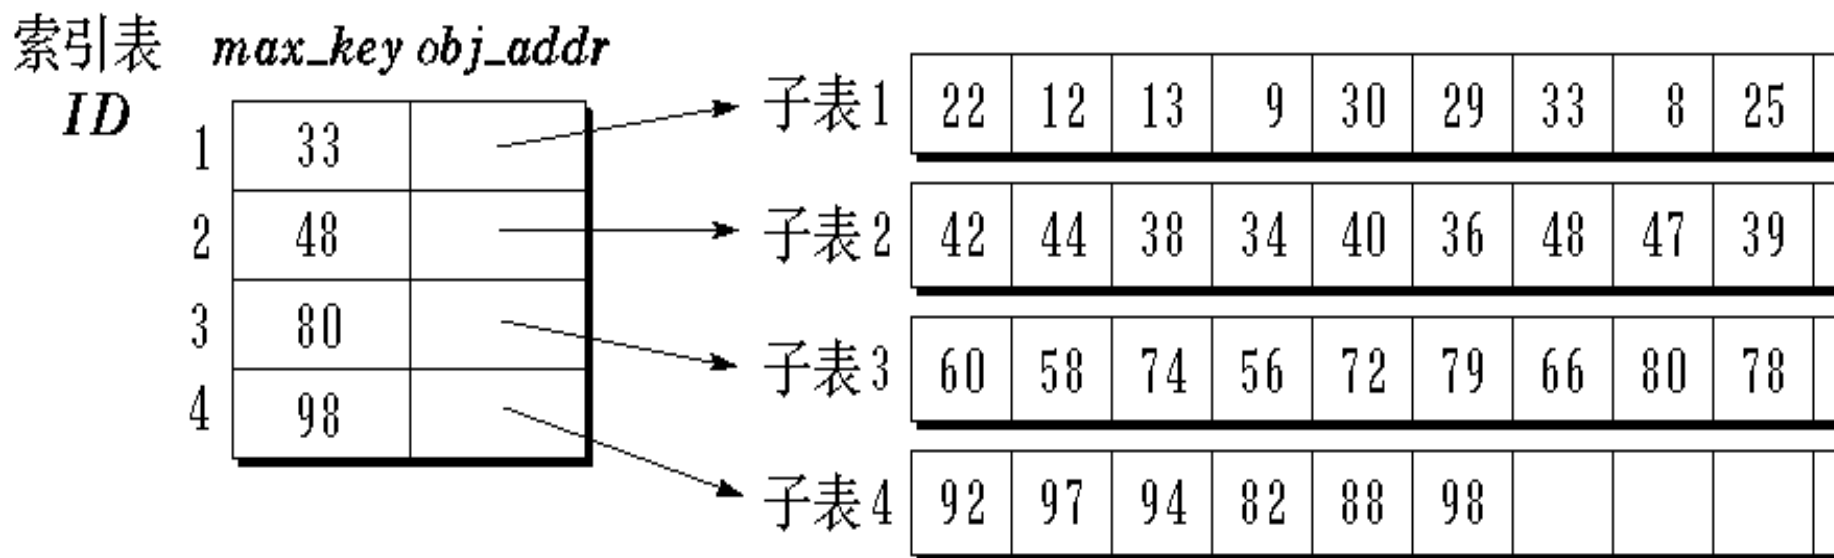 索引表 max_key obj_addr
ID
1 33
2 48
3 80
4 98
子表1 22 12 13 9 30 29 33 8 25
子表2 42 44 38 34 40 36 48 47 39
子表3 60 58 74 56 72 79 66 80 78
子表4 92 97 94 82 88 98